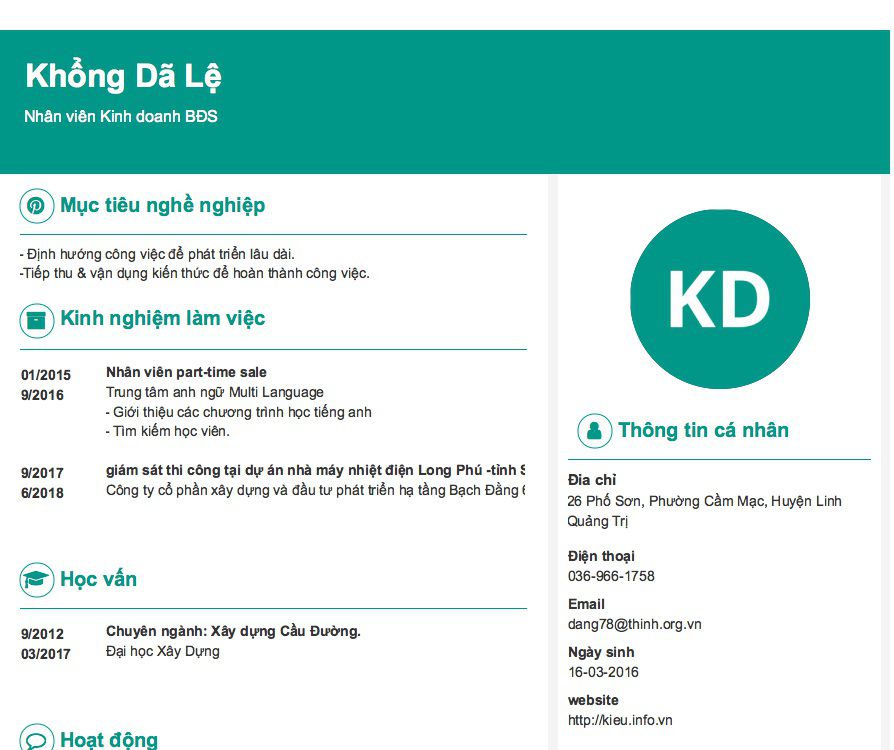 Khổng Dã Lệ
Nhân viên Kinh doanh BĐS
Mục tiêu nghề nghiệp
- Định hướng công việc để phát triển lâu dài.
-Tiếp thu & vận dụng kiến thức để hoàn thành công việc.
Kinh nghiệm làm việc
01/2015
9/2016
Nhân viên part-time sale
Trung tâm anh ngữ Multi Language
- Giới thiệu các chương trình học tiếng anh
- Tìm kiếm học viên.
9/2017
6/2018
giám sát thi công tại dự án nhà máy nhiệt điện Long Phú -tỉnh S
Công ty cổ phần xây dựng và đầu tư phát triển hạ tầng Bạch Đằng 6
Học vấn
9/2012
03/2017
Chuyên ngành: Xây dựng Cầu Đường.
Đại học Xây Dựng
Hoạt động
KD
Thông tin cá nhân
Đia chỉ
26 Phố Sơn, Phường Cầm Mạc, Huyện Linh
Quảng Trị
Điện thoại
036-966-1758
Email
dang78@thinh.org.vn
Ngày sinh
16-03-2016
website
http://kieu.info.vn